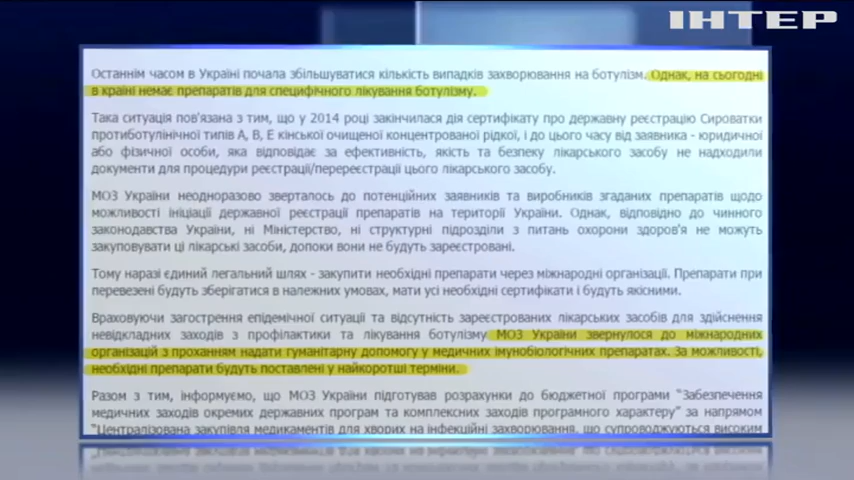 ІНТЕР
Останнім часом в Україні почала збільшуватися кількість випадків захворювання на ботулізм. Однак, на сьогодні
в країні немає препаратів для специфічного лікування ботулізму.
Така ситуація пов'язана з тим, що у 2014 році закінчилася дія сертифікату про державну реєстрацію Сироватки
протиботулінічної типів А, В, Е кінської очищеної концентрованої рідкої, і до цього часу від заявника - юридичної
або фізичної особи, яка відповідає за ефективність, якість та безпеку лікарського засобу не надходили
документи для процедури реєстрації/перереєстрації цього лікарського засобу.
МОЗ України неодноразово зверталось до потенційних заявників та виробників згаданих препаратів щодо
можливості ініціації державної реєстрації препаратів на території України. Однак, відповідно до чинного
законодавства України, ні Міністерство, ні структурні підрозділи з питань охорони здоров'я не можуть
закуповувати ці лікарські засоби, допоки вони не будуть зареєстровані.
Тому наразі єдиний легальний шлях - закупити необхідні препарати через міжнародні організації. Препарати при
перевезені будуть зберігатися в належних умовах, мати усі необхідні сертифікати і будуть якісними.
Враховуючи загострення епідемічної ситуації та відсутність зареєстрованих лікарських засобів для здійснення
невідкладних заходів з профілактики та лікування ботулізму МОЗ України звернулося до міжнародних
організацій з проханням надати гуманітарну допомогу у медичних імунобіологічних препаратах. За можливості,
необхідні препарати будуть поставлені у найкоротші терміни.
Разом з тим, інформуємо, що МОЗ України підготував розрахунки до бюджетної програми "Забезпечення
медичних заходів окремих державних програм та комплексних заходів програмного характеру" за напрямом
"Централізована закупівля медикаментів для хворих на інфекційні захворювання, що супроводжуються високим